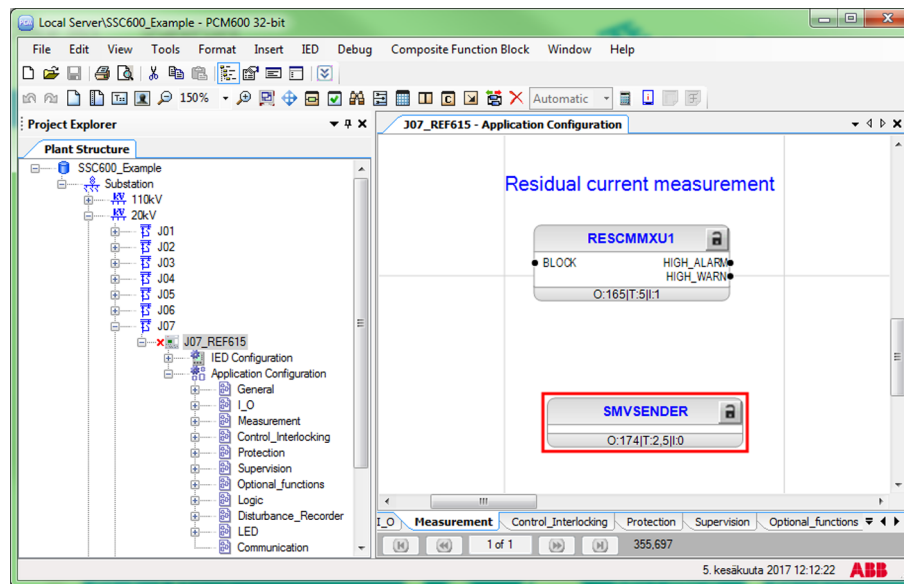 Local Server\SSC600_Example - PCM600 32-bit
File Edit View Tools Format Insert IED Debug Composite Function Block Window Help
150% Automatic
Project Explorer
J07_REF615 - Application Configuration
Plant Structure
SSC600_Example
Substation
110kV
20kV
J01
J02
J03
J04
J05
J06
J07
J07_REF615
IED Configuration
Application Configuration
General
I_O
Measurement
Control_Interlocking
Protection
Supervision
Optional_functions
Logic
Disturbance_Recorder
LED
Communication
Residual current measurement
RESCMMXU1
BLOCK HIGH_ALARM
HIGH_WARN
O:165|T:5|I:1
SMVSENDER
O:174|T:2,5|I:0
I_O Measurement Control_Interlocking Protection Supervision Optional_functions
1 of 1 355,697
5. kesäkuuta 2017 12:12:22 ABB